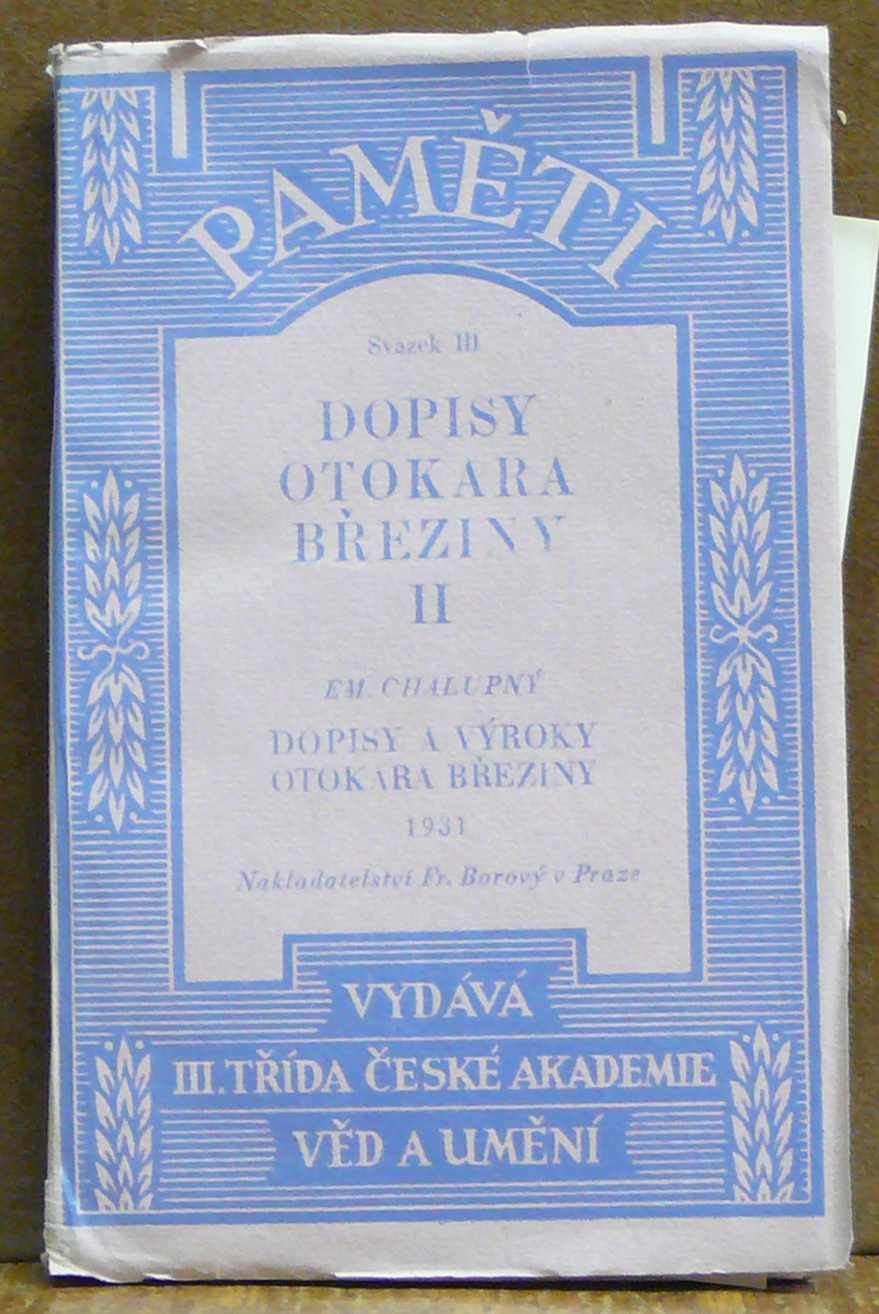 PAMĚTI
Svazek III
DOPISY
OTOKARA
BŘEZINY
II
EM. CHALUPNÝ
DOPISY A VÝROKY
OTOKARA BŘEZINY
1931
Nakladatelství Fr. Borový v Praze
VYDÁVÁ
III. TŘÍDA ČESKÉ AKADEMIE
VĚD A UMĚNÍ